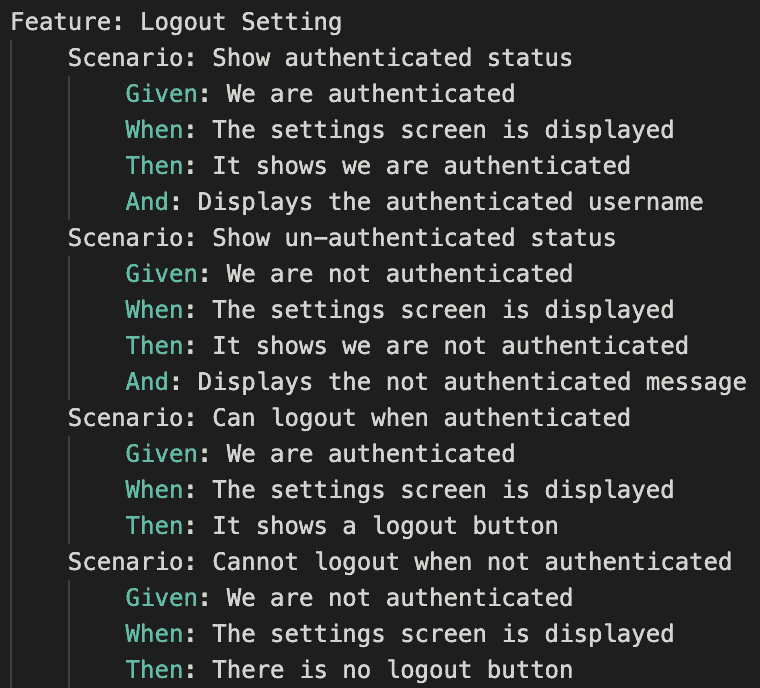 Feature: Logout Setting
Scenario: Show authenticated status
Given: We are authenticated
When: The settings screen is displayed
Then: It shows we are authenticated
And: Displays the authenticated username
Scenario: Show un-authenticated status
Given: We are not authenticated
When: The settings screen is displayed
Then: It shows we are not authenticated
And: Displays the not authenticated message
Scenario: Can logout when authenticated
Given: We are authenticated
When: The settings screen is displayed
Then: It shows a logout button
Scenario: Cannot logout when not authenticated
Given: We are not authenticated
When: The settings screen is displayed
Then: There is no logout button